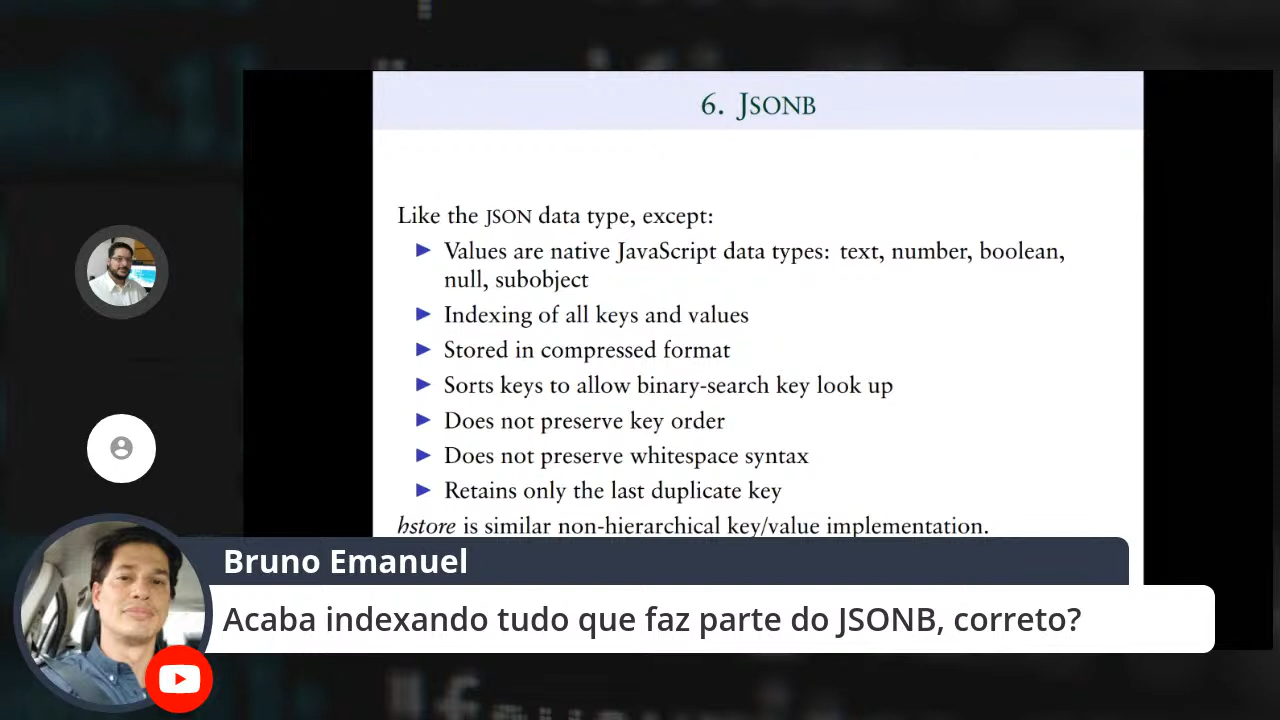 6. JSONB
Like the JSON data type, except:
► Values are native JavaScript data types: text, number, boolean,
null, subobject
► Indexing of all keys and values
► Stored in compressed format
► Sorts keys to allow binary-search key look up
► Does not preserve key order
► Does not preserve whitespace syntax
► Retains only the last duplicate key
hstore is similar non-hierarchical key/value implementation.
Bruno Emanuel
Acaba indexando tudo que faz parte do JSONB, correto?